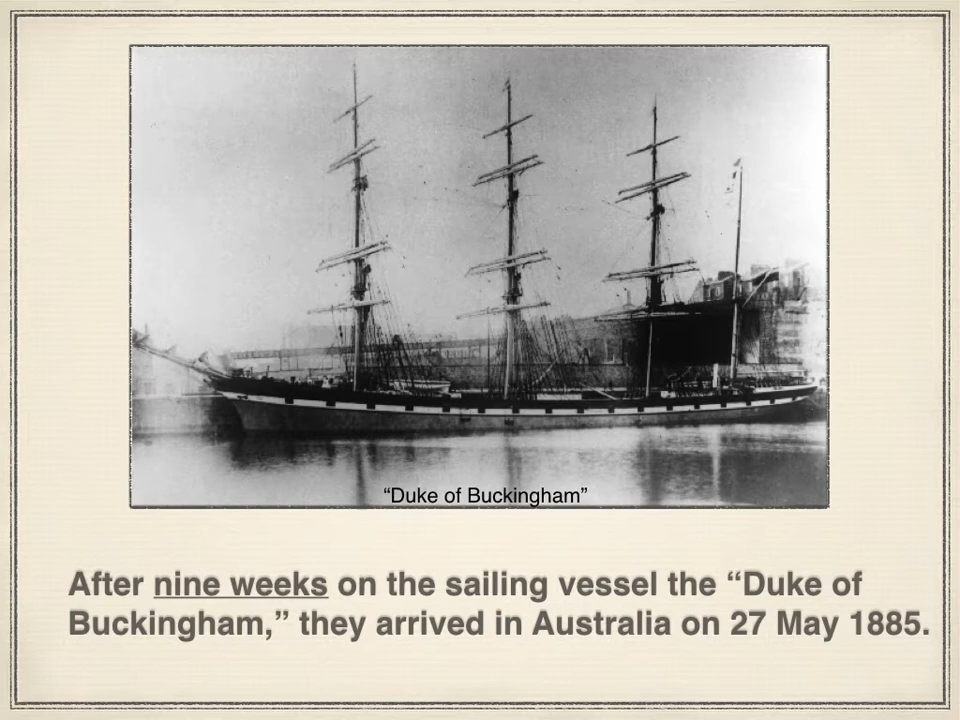 “Duke of Buckingham”
After nine weeks on the sailing vessel the “Duke of
Buckingham,” they arrived in Australia on 27 May 1885.